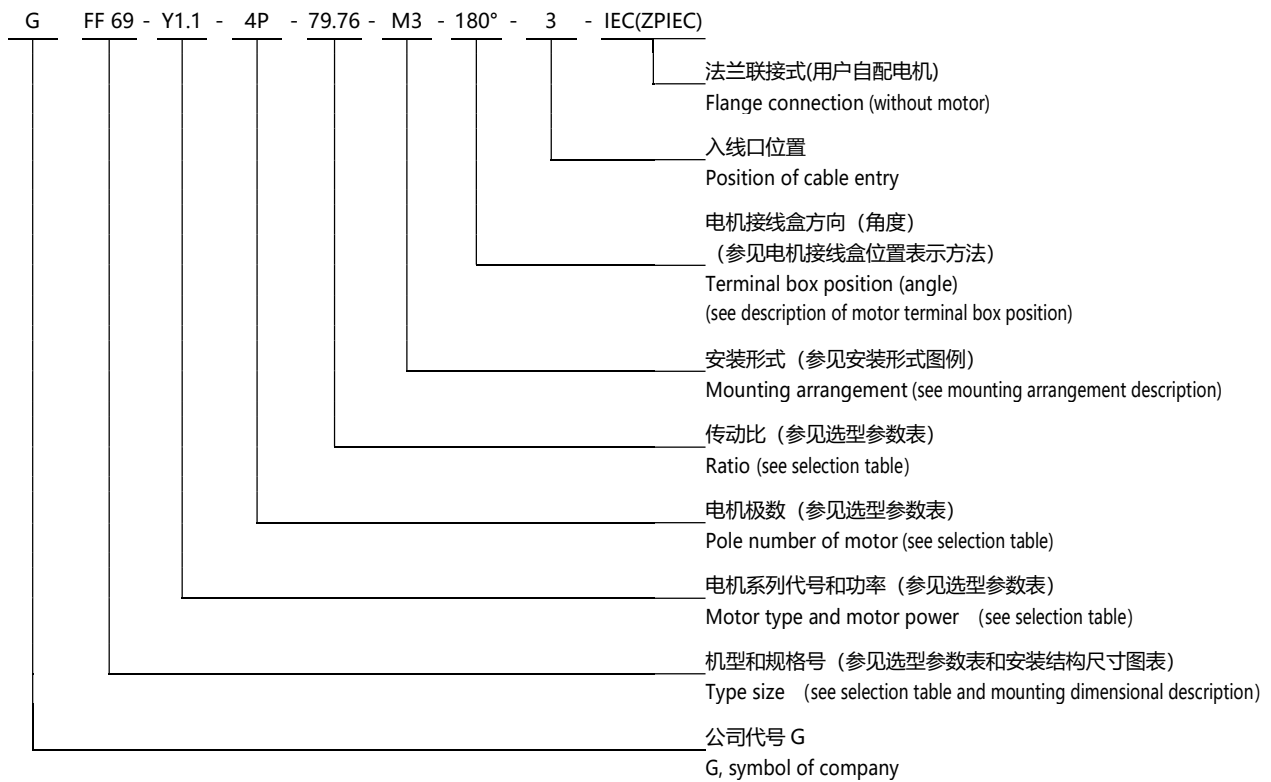 G FF 69 - Y1.1 - 4P - 79.76 - M3 - 180° - 3 - IEC(ZPIEC)
法兰联接式(用户自配电机)
Flange connection (without motor)
入线口位置
Position of cable entry
电机接线盒方向（角度）
（参见电机接线盒位置表示方法）
Terminal box position (angle)
(see description of motor terminal box position)
安装形式（参见安装形式图例）
Mounting arrangement (see mounting arrangement description)
传动比（参见选型参数表）
Ratio (see selection table)
电机极数（参见选型参数表）
Pole number of motor (see selection table)
电机系列代号和功率（参见选型参数表）
Motor type and motor power （see selection table）
机型和规格号（参见选型参数表和安装结构尺寸图表）
Type size （see selection table and mounting dimensional description）
公司代号 G
G, symbol of company